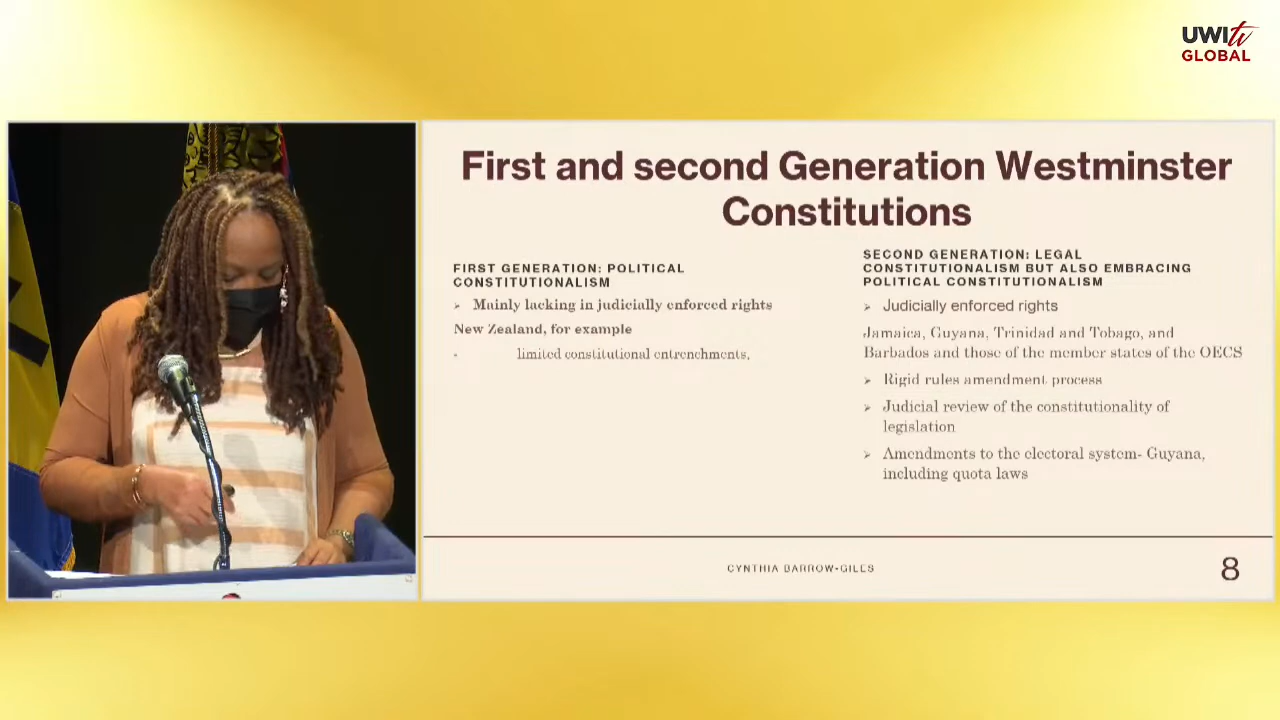 UWItv
GLOBAL
First and second Generation Westminster
Constitutions
FIRST GENERATION: POLITICAL
CONSTITUTIONALISM
Mainly lacking in judicially enforced rights
New Zealand, for example
- limited constitutional entrenchments.
SECOND GENERATION: LEGAL
CONSTITUTIONALISM BUT ALSO EMBRACING
POLITICAL CONSTITUTIONALISM
Judicially enforced rights
Jamaica, Guyana, Trinidad and Tobago, and
Barbados and those of the member states of the OECS
Rigid rules amendment process
Judicial review of the constitutionality of
legislation
Amendments to the electoral system- Guyana,
including quota laws
CYNTHIA BARROW-GILES
8